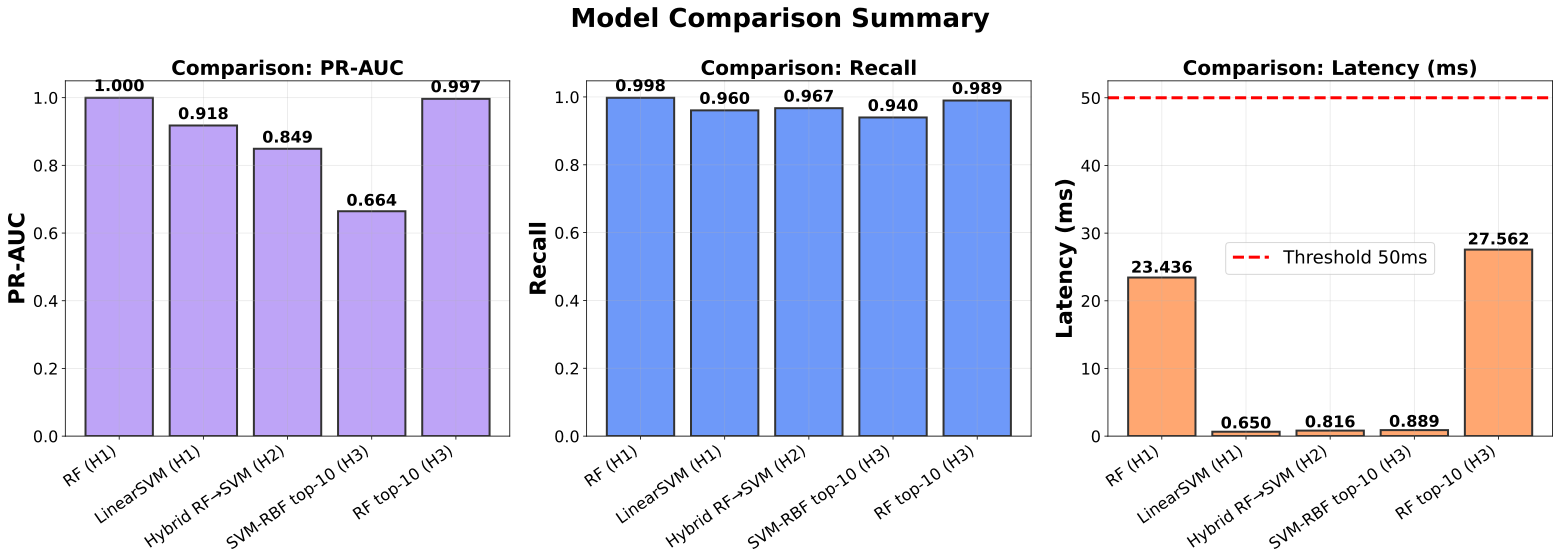 Model Comparison Summary
Comparison: PR-AUC
PR-AUC
1.0
0.8
0.6
0.4
0.2
0.0
1.000
0.918
0.849
0.664
0.997
RF (H1)
LinearSVM (H1)
Hybrid RF→SVM (H2)
SVM-RBF top-10 (H3)
RF top-10 (H3)
Comparison: Recall
Recall
1.0
0.8
0.6
0.4
0.2
0.0
0.998
0.960
0.967
0.940
0.989
RF (H1)
LinearSVM (H1)
Hybrid RF→SVM (H2)
SVM-RBF top-10 (H3)
RF top-10 (H3)
Comparison: Latency (ms)
Latency (ms)
50
40
30
20
10
0
23.436
0.650
0.816
0.889
27.562
Threshold 50ms
RF (H1)
LinearSVM (H1)
Hybrid RF→SVM (H2)
SVM-RBF top-10 (H3)
RF top-10 (H3)